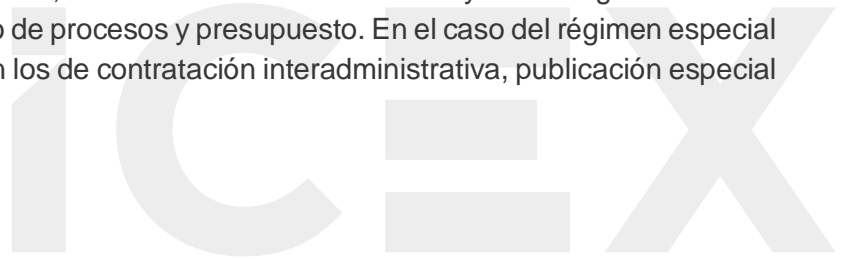 o de procesos y presupuesto. En el caso del régimen especial
n los de contratación interadministrativa, publicación especial
iCEX